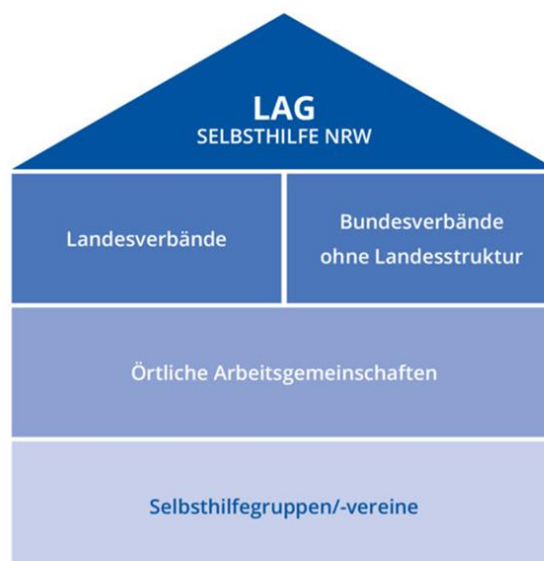 LAG
SELBSTHILFE NRW
Landesverbände
Bundesverbände
ohne Landesstruktur
Örtliche Arbeitsgemeinschaften
Selbsthilfegruppen/-vereine